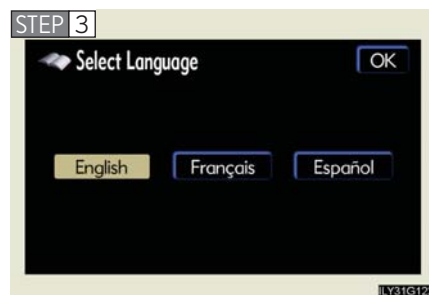 STEP 3
Select Language OK
English Français Español
ILY31G12